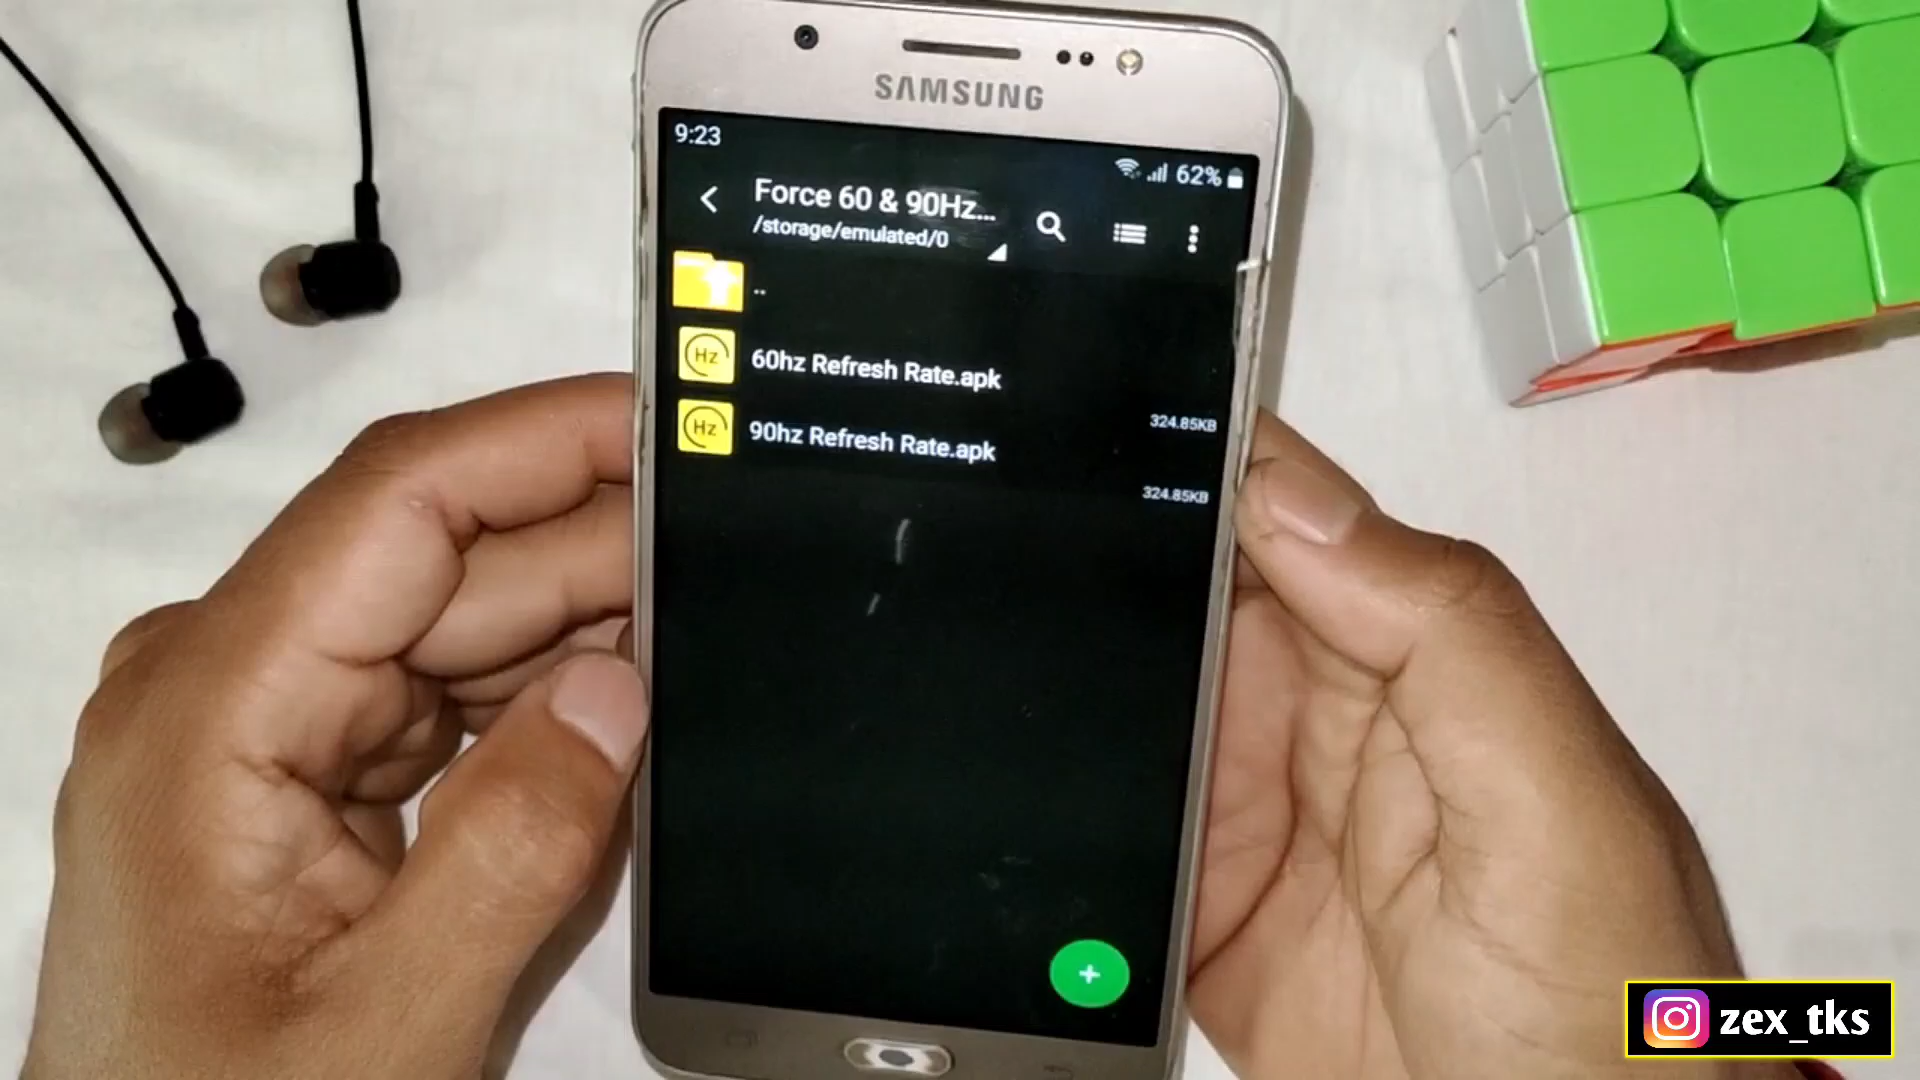 SAMSUNG
9:23
62%
Force 60 & 90Hz...
/storage/emulated/0
..
Hz
60hz Refresh Rate.apk
324.85KB
Hz
90hz Refresh Rate.apk
324.85KB
+
zex_tks